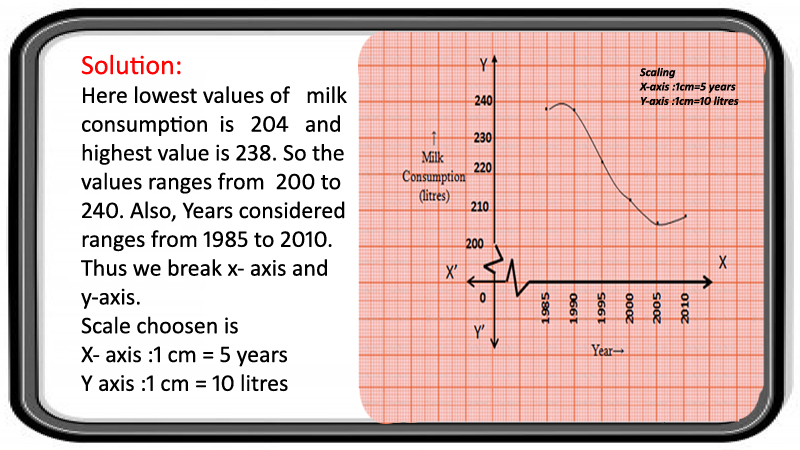 Solution:
Here lowest values of milk
consumption is 204 and
highest value is 238. So the
values ranges from 200 to
240. Also, Years considered
ranges from 1985 to 2010.
Thus we break x- axis and
y-axis.
Scale choosen is
X- axis :1 cm = 5 years
Y axis :1 cm = 10 litres
Scaling
X-axis :1cm=5 years
Y-axis :1cm=10 litres
Y
240
230
220
210
200
↑
Milk
Consumption
(litres)
X'
X
0
1985
1990
1995
2000
2005
2010
Y'
Year→